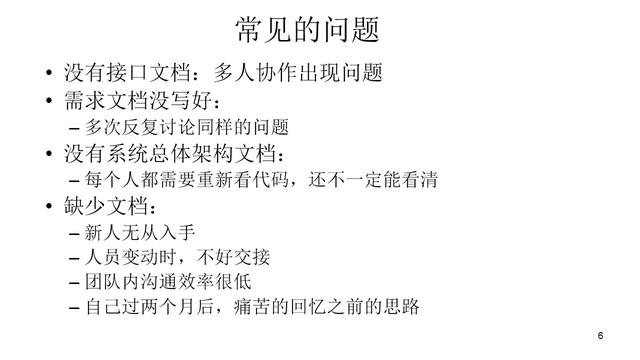 常见的问题
• 没有接口文档：多人协作出现问题
• 需求文档没写好：
– 多次反复讨论同样的问题
• 没有系统总体架构文档：
– 每个人都需要重新看代码，还不一定能看清
• 缺少文档：
– 新人无从入手
– 人员变动时，不好交接
– 团队内沟通效率很低
– 自己过两个月后，痛苦的回忆之前的思路
6